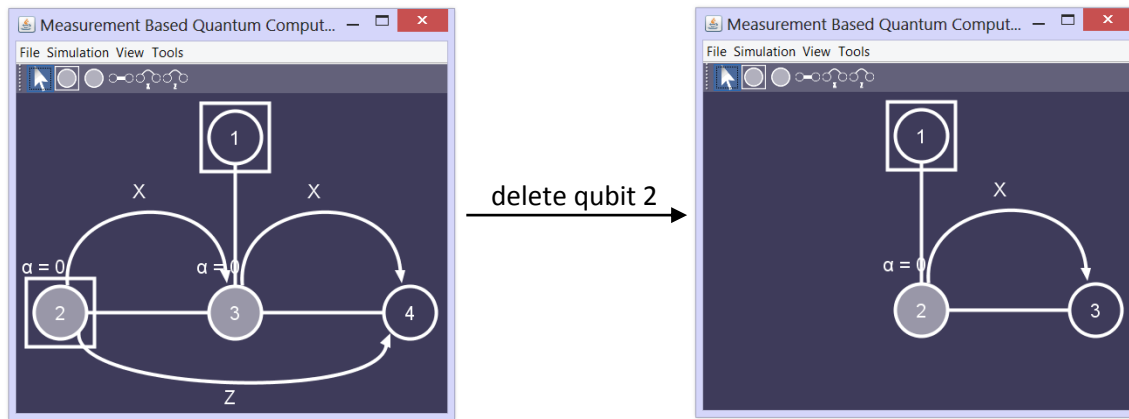 Measurement Based Quantum Comput...
File Simulation View Tools
1
X
X
α = 0
α = 0
2
3
4
Z
delete qubit 2
Measurement Based Quantum Comput...
File Simulation View Tools
1
X
α = 0
2
3